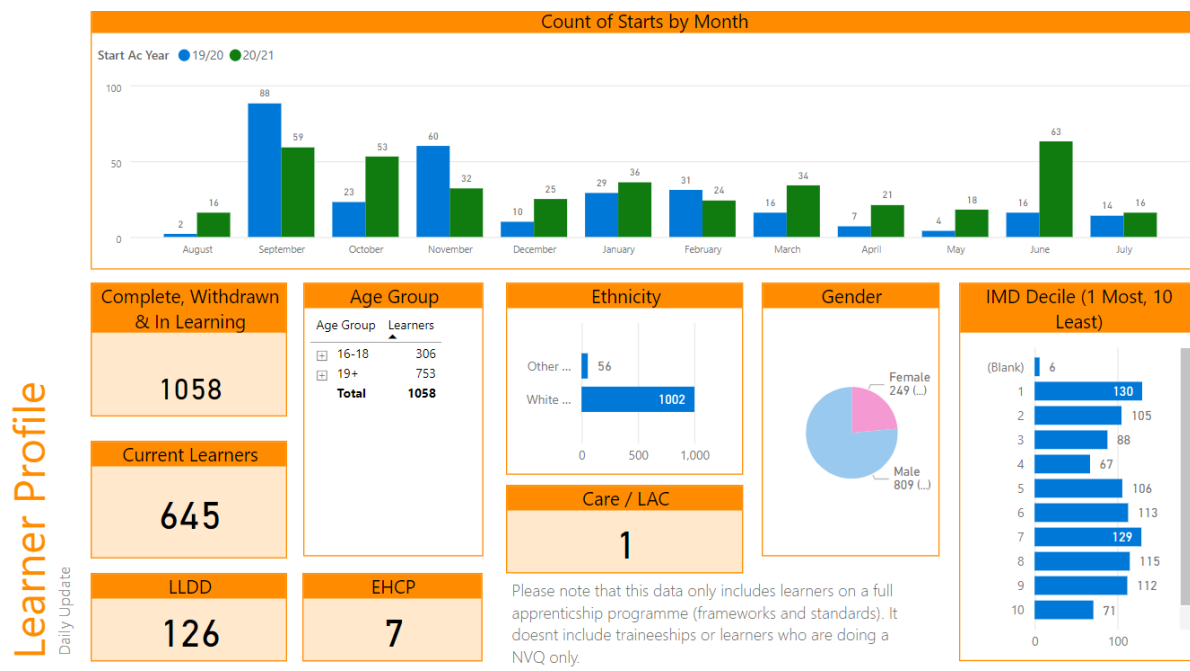 Count of Starts by Month
Start Ac Year 19/20 20/21
100
50
0
2
16
88
59
23
53
60
32
10
25
29
36
31
24
16
34
7
21
4
18
16
63
14
16
August September October November December January February March April May June July
Learner Profile
Daily Update
Complete, Withdrawn
& In Learning
1058
Current Learners
645
LLDD
126
Age Group
Age Group Learners
16-18 306
19+ 753
Total 1058
EHCP
7
Ethnicity
Other ... 56
White ... 1002
0 500 1,000
Care / LAC
1
Please note that this data only includes learners on a full
apprenticship programme (frameworks and standards). It
doesnt include traineeships or learners who are doing a
NVQ only.
Gender
Female
249 (...)
Male
809 (...)
IMD Decile (1 Most, 10
Least)
(Blank) 6
1 130
2 105
3 88
4 67
5 106
6 113
7 129
8 115
9 112
10 71
0 100